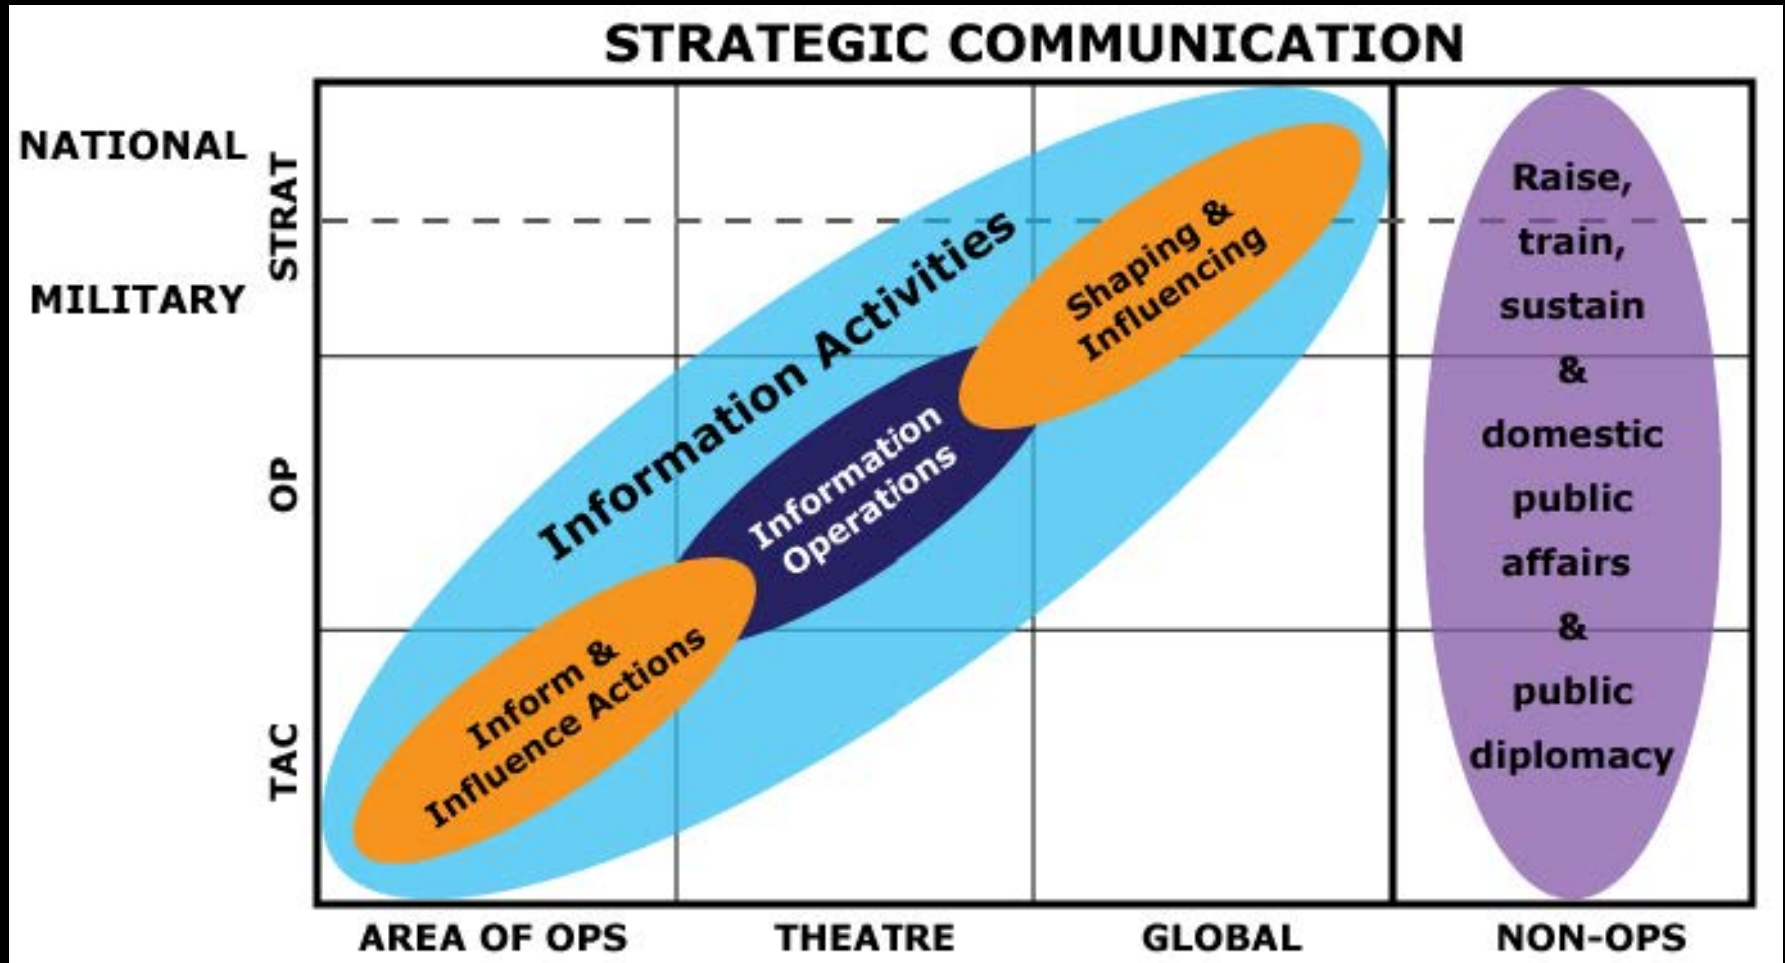 STRATEGIC COMMUNICATION
NATIONAL
MILITARY
STRAT
OP
TAC
Information Activities
Shaping &
Influencing
Information
Operations
Inform &
Influence Actions
Raise,
train,
sustain
&
domestic
public
affairs
&
public
diplomacy
AREA OF OPS
THEATRE
GLOBAL
NON-OPS